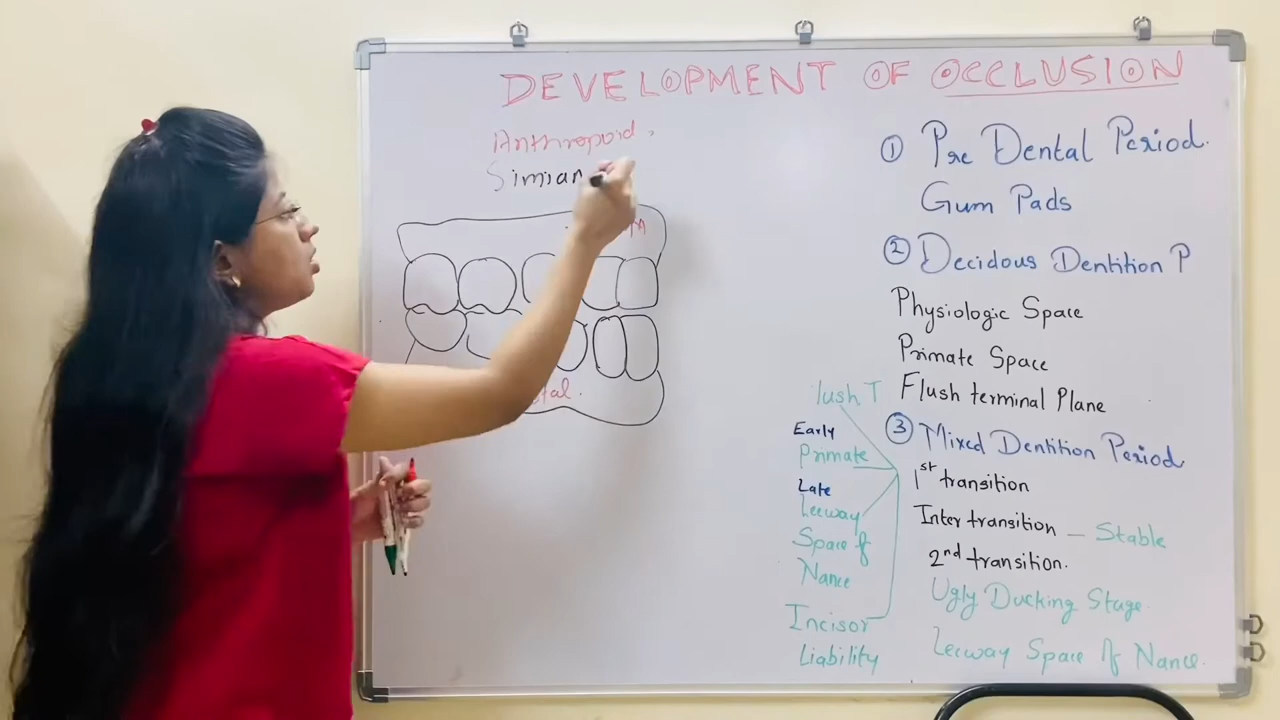 DEVELOPMENT OF OCCLUSION
Anthropoid.
Simian
M
tal.
① Pre Dental Period.
Gum Pads
② Decidous Dentition P
Physiologic Space
Primate Space
Flush terminal Plane
③ Mixed Dentition Period
1st transition
Inter transition - Stable
2nd transition.
Ugly Ducking Stage.
Leeway Space Of Nance.
lush T
Early
Primate
Late
Leeway
Space of
Nance
Incisor
Liability